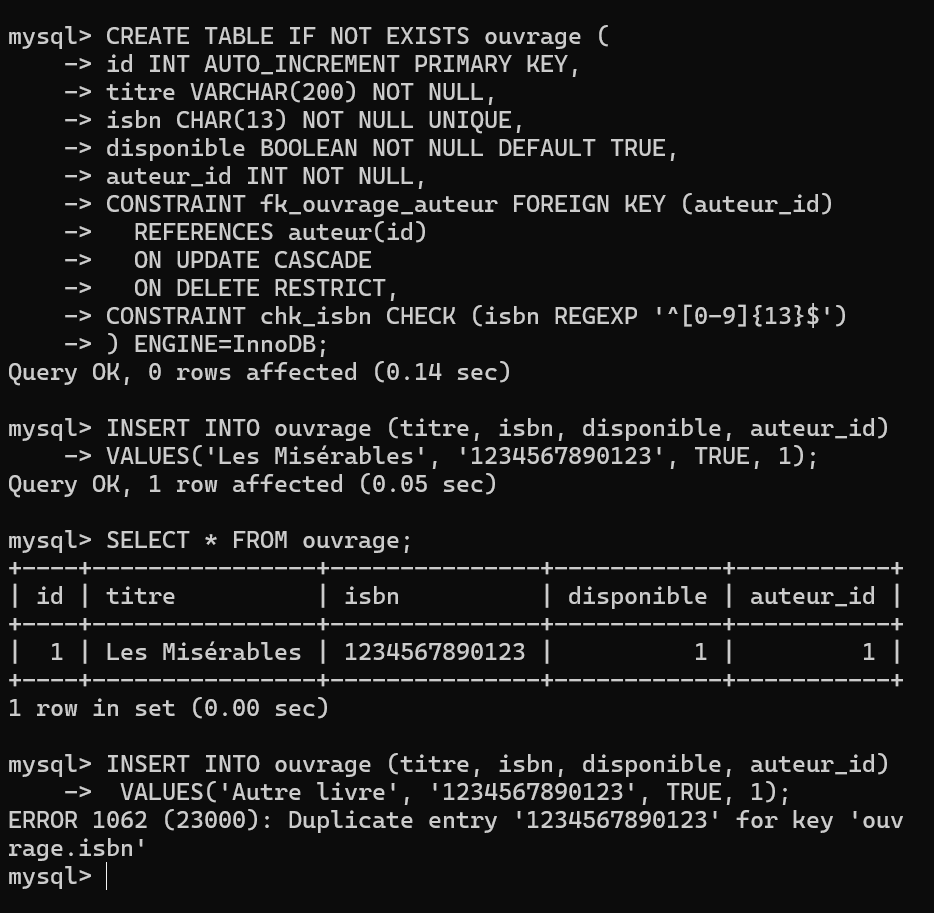 mysql> CREATE TABLE IF NOT EXISTS ouvrage (
    -> id INT AUTO_INCREMENT PRIMARY KEY,
    -> titre VARCHAR(200) NOT NULL,
    -> isbn CHAR(13) NOT NULL UNIQUE,
    -> disponible BOOLEAN NOT NULL DEFAULT TRUE,
    -> auteur_id INT NOT NULL,
    -> CONSTRAINT fk_ouvrage_auteur FOREIGN KEY (auteur_id)
    ->   REFERENCES auteur(id)
    ->   ON UPDATE CASCADE
    ->   ON DELETE RESTRICT,
    -> CONSTRAINT chk_isbn CHECK (isbn REGEXP '^[0-9]{13}$')
    -> ) ENGINE=InnoDB;
Query OK, 0 rows affected (0.14 sec)

mysql> INSERT INTO ouvrage (titre, isbn, disponible, auteur_id)
    -> VALUES('Les Misérables', '1234567890123', TRUE, 1);
Query OK, 1 row affected (0.05 sec)

mysql> SELECT * FROM ouvrage;
+----+----------------+---------------+------------+-----------+
| id | titre          | isbn          | disponible | auteur_id |
+----+----------------+---------------+------------+-----------+
|  1 | Les Misérables | 1234567890123 |          1 |         1 |
+----+----------------+---------------+------------+-----------+
1 row in set (0.00 sec)

mysql> INSERT INTO ouvrage (titre, isbn, disponible, auteur_id)
    ->  VALUES('Autre livre', '1234567890123', TRUE, 1);
ERROR 1062 (23000): Duplicate entry '1234567890123' for key 'ouv
rage.isbn'
mysql>